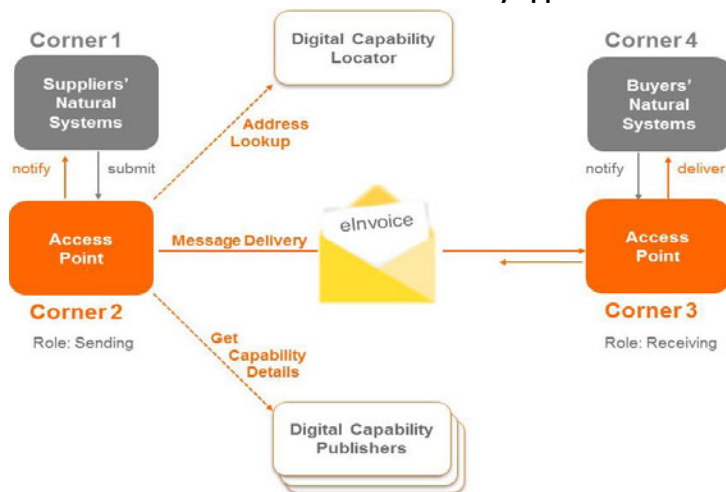 Corner 1
Suppliers'
Natural
Systems
notify
submit
Access
Point
Corner 2
Role: Sending
Digital Capability
Locator
Address
Lookup
Message Delivery
eInvoice
Get
Capability
Details
Digital Capability
Publishers
Corner 4
Buyers'
Natural
Systems
notify
deliver
Access
Point
Corner 3
Role: Receiving